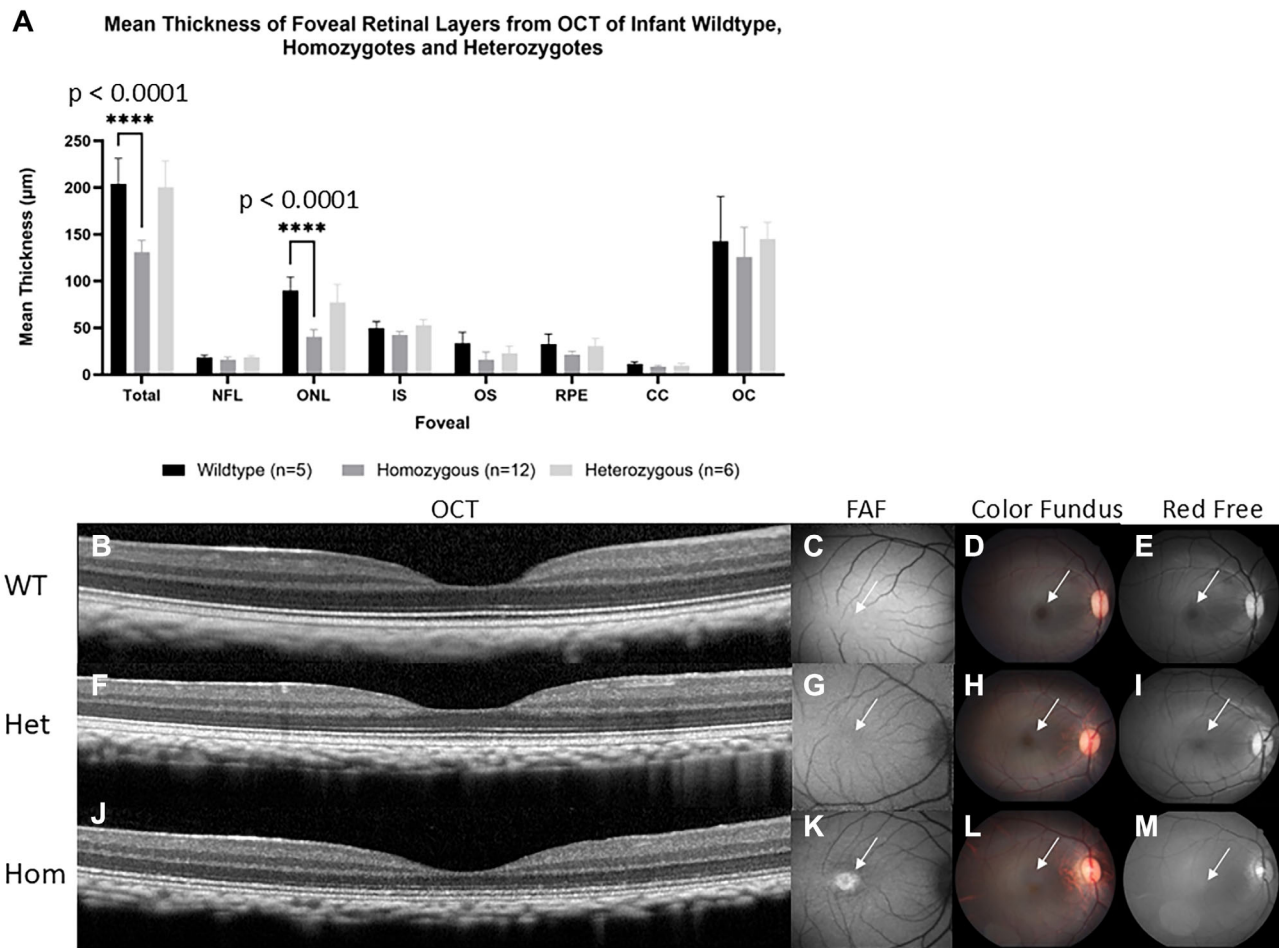 A
Mean Thickness of Foveal Retinal Layers from OCT of Infant Wildtype,
Homozygotes and Heterozygotes
p < 0.0001
****
p < 0.0001
****
Mean Thickness (µm)
250
200
150
100
50
0
Total NFL ONL IS OS RPE CC OC
Foveal
Wildtype (n=5) Homozygous (n=12) Heterozygous (n=6)
OCT FAF Color Fundus Red Free
WT B C D E
Het F G H I
Hom J K L M